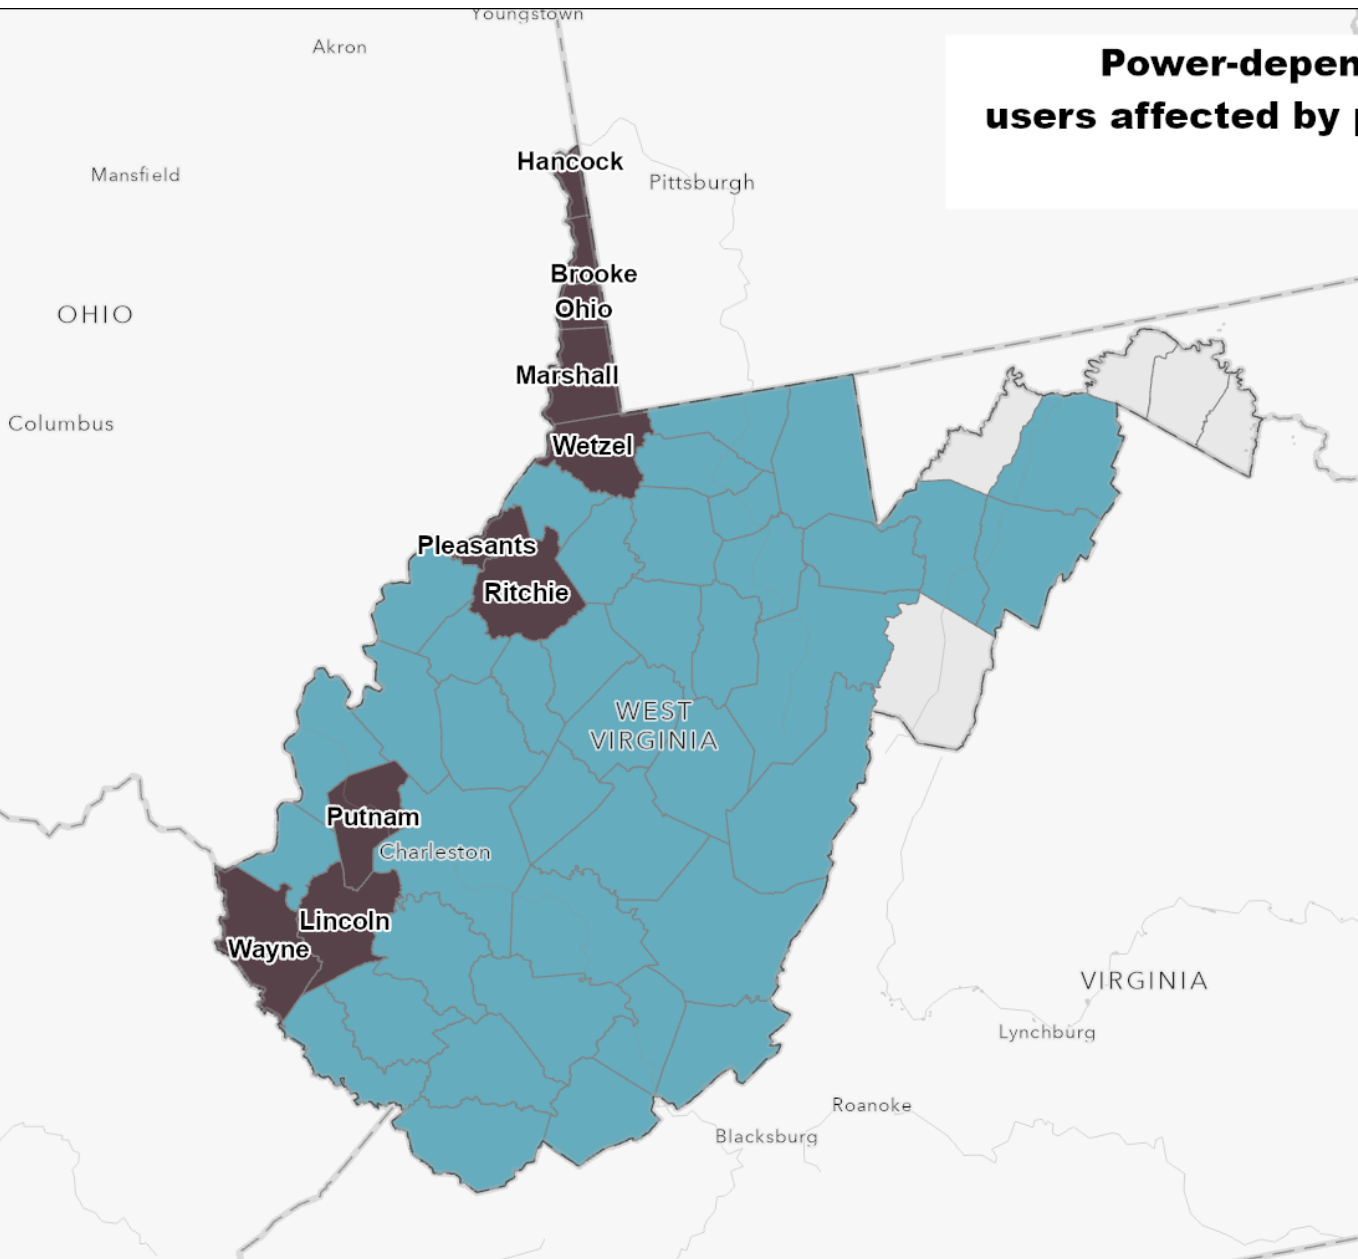 Youngstown
Akron
Power-depen
users affected by p
Hancock
Mansfield
Pittsburgh
Brooke
Ohio
OHIO
Marshall
Columbus
Wetzel
Pleasants
Ritchie
WEST
VIRGINIA
Putnam
Charleston
Lincoln
Wayne
VIRGINIA
Lynchburg
Roanoke
Blacksburg